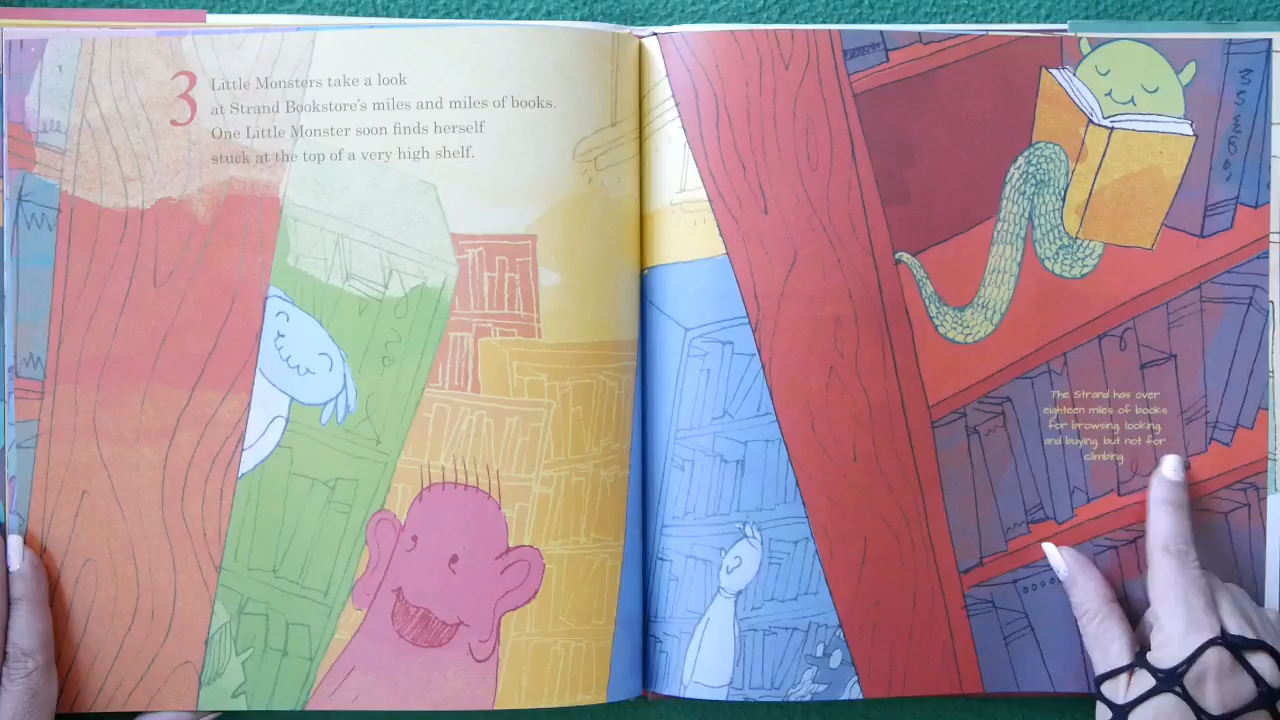 3 Little Monsters take a look
at Strand Bookstore's miles and miles of books.
One Little Monster soon finds herself
stuck at the top of a very high shelf.
The Strand has over
eighteen miles of books
for browsing, looking,
and buying, but not for
climbing.